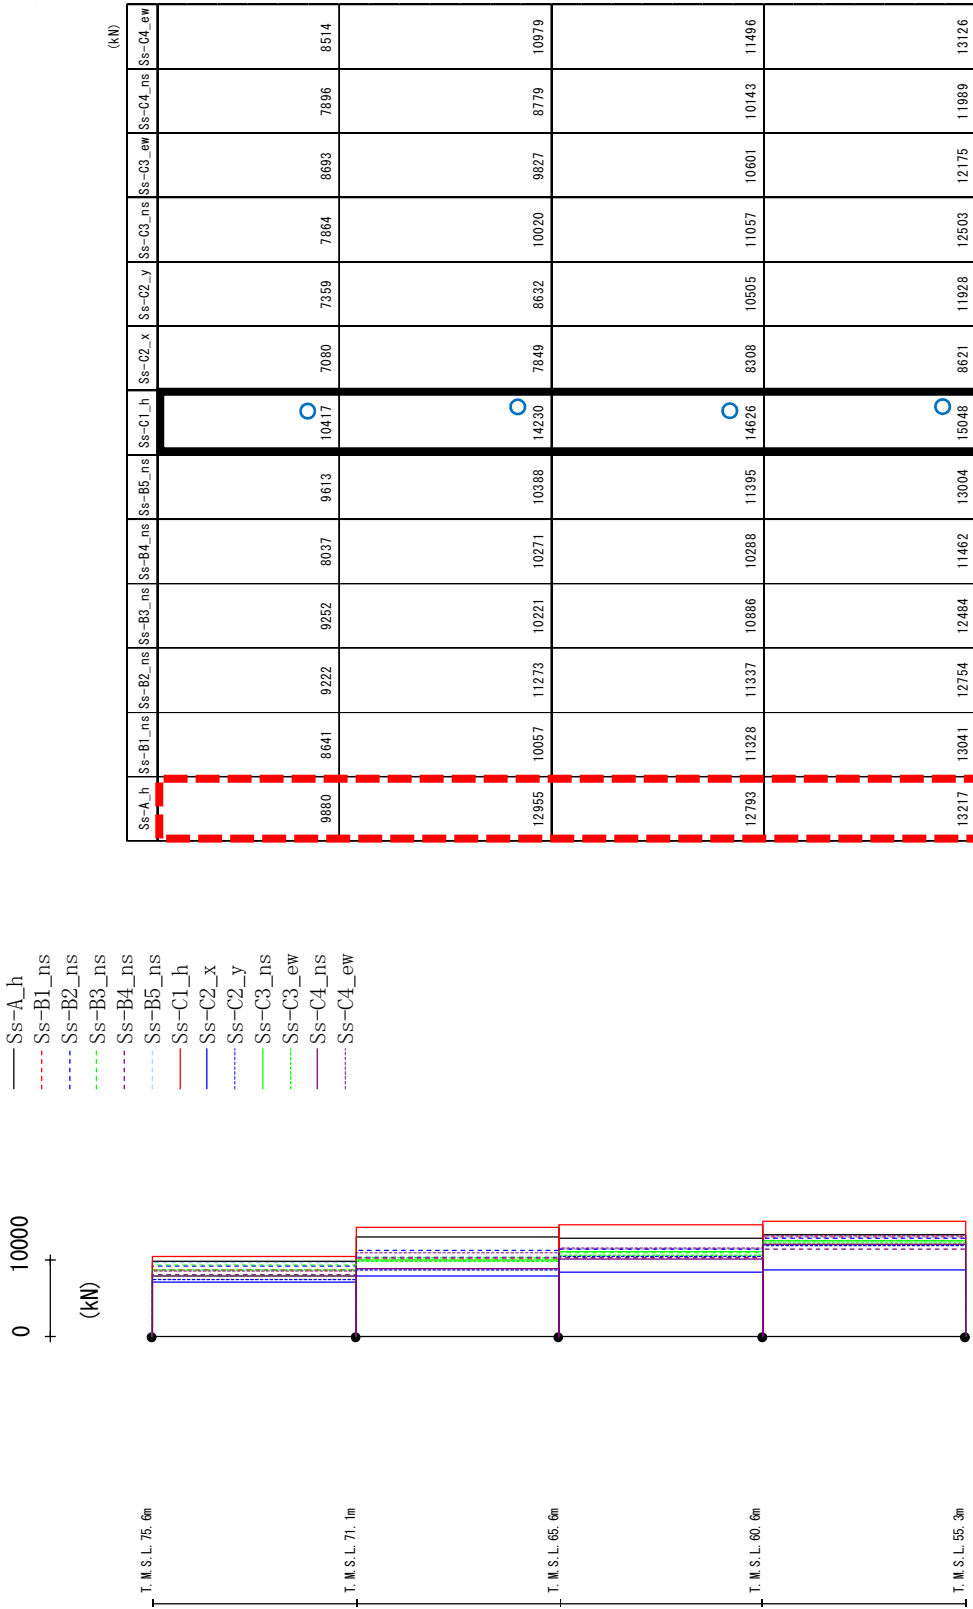 T.M.S.L. 75.6m
T.M.S.L. 71.1m
T.M.S.L. 65.6m
T.M.S.L. 60.6m
T.M.S.L. 55.3m
0 10000
(kN)
Ss-A_h
Ss-B1_ns
Ss-B2_ns
Ss-B3_ns
Ss-B4_ns
Ss-B5_ns
Ss-C1_h
Ss-C2_x
Ss-C2_y
Ss-C3_ns
Ss-C3_ew
Ss-C4_ns
Ss-C4_ew
(kN)
Ss-A_h Ss-B1_ns Ss-B2_ns Ss-B3_ns Ss-B4_ns Ss-B5_ns Ss-C1_h Ss-C2_x Ss-C2_y Ss-C3_ns Ss-C3_ew Ss-C4_ns Ss-C4_ew
9880 8641 9222 9252 8037 9613 10417 7080 7359 7864 8693 7896 8514
12955 10057 11273 10221 10271 10388 14230 7849 8632 10020 9827 8779 10979
12793 11328 11337 10886 10288 11395 14626 8308 10505 11057 10601 10143 11496
13217 13041 12754 12484 11462 13004 15048 8621 11928 12503 12175 11989 13126